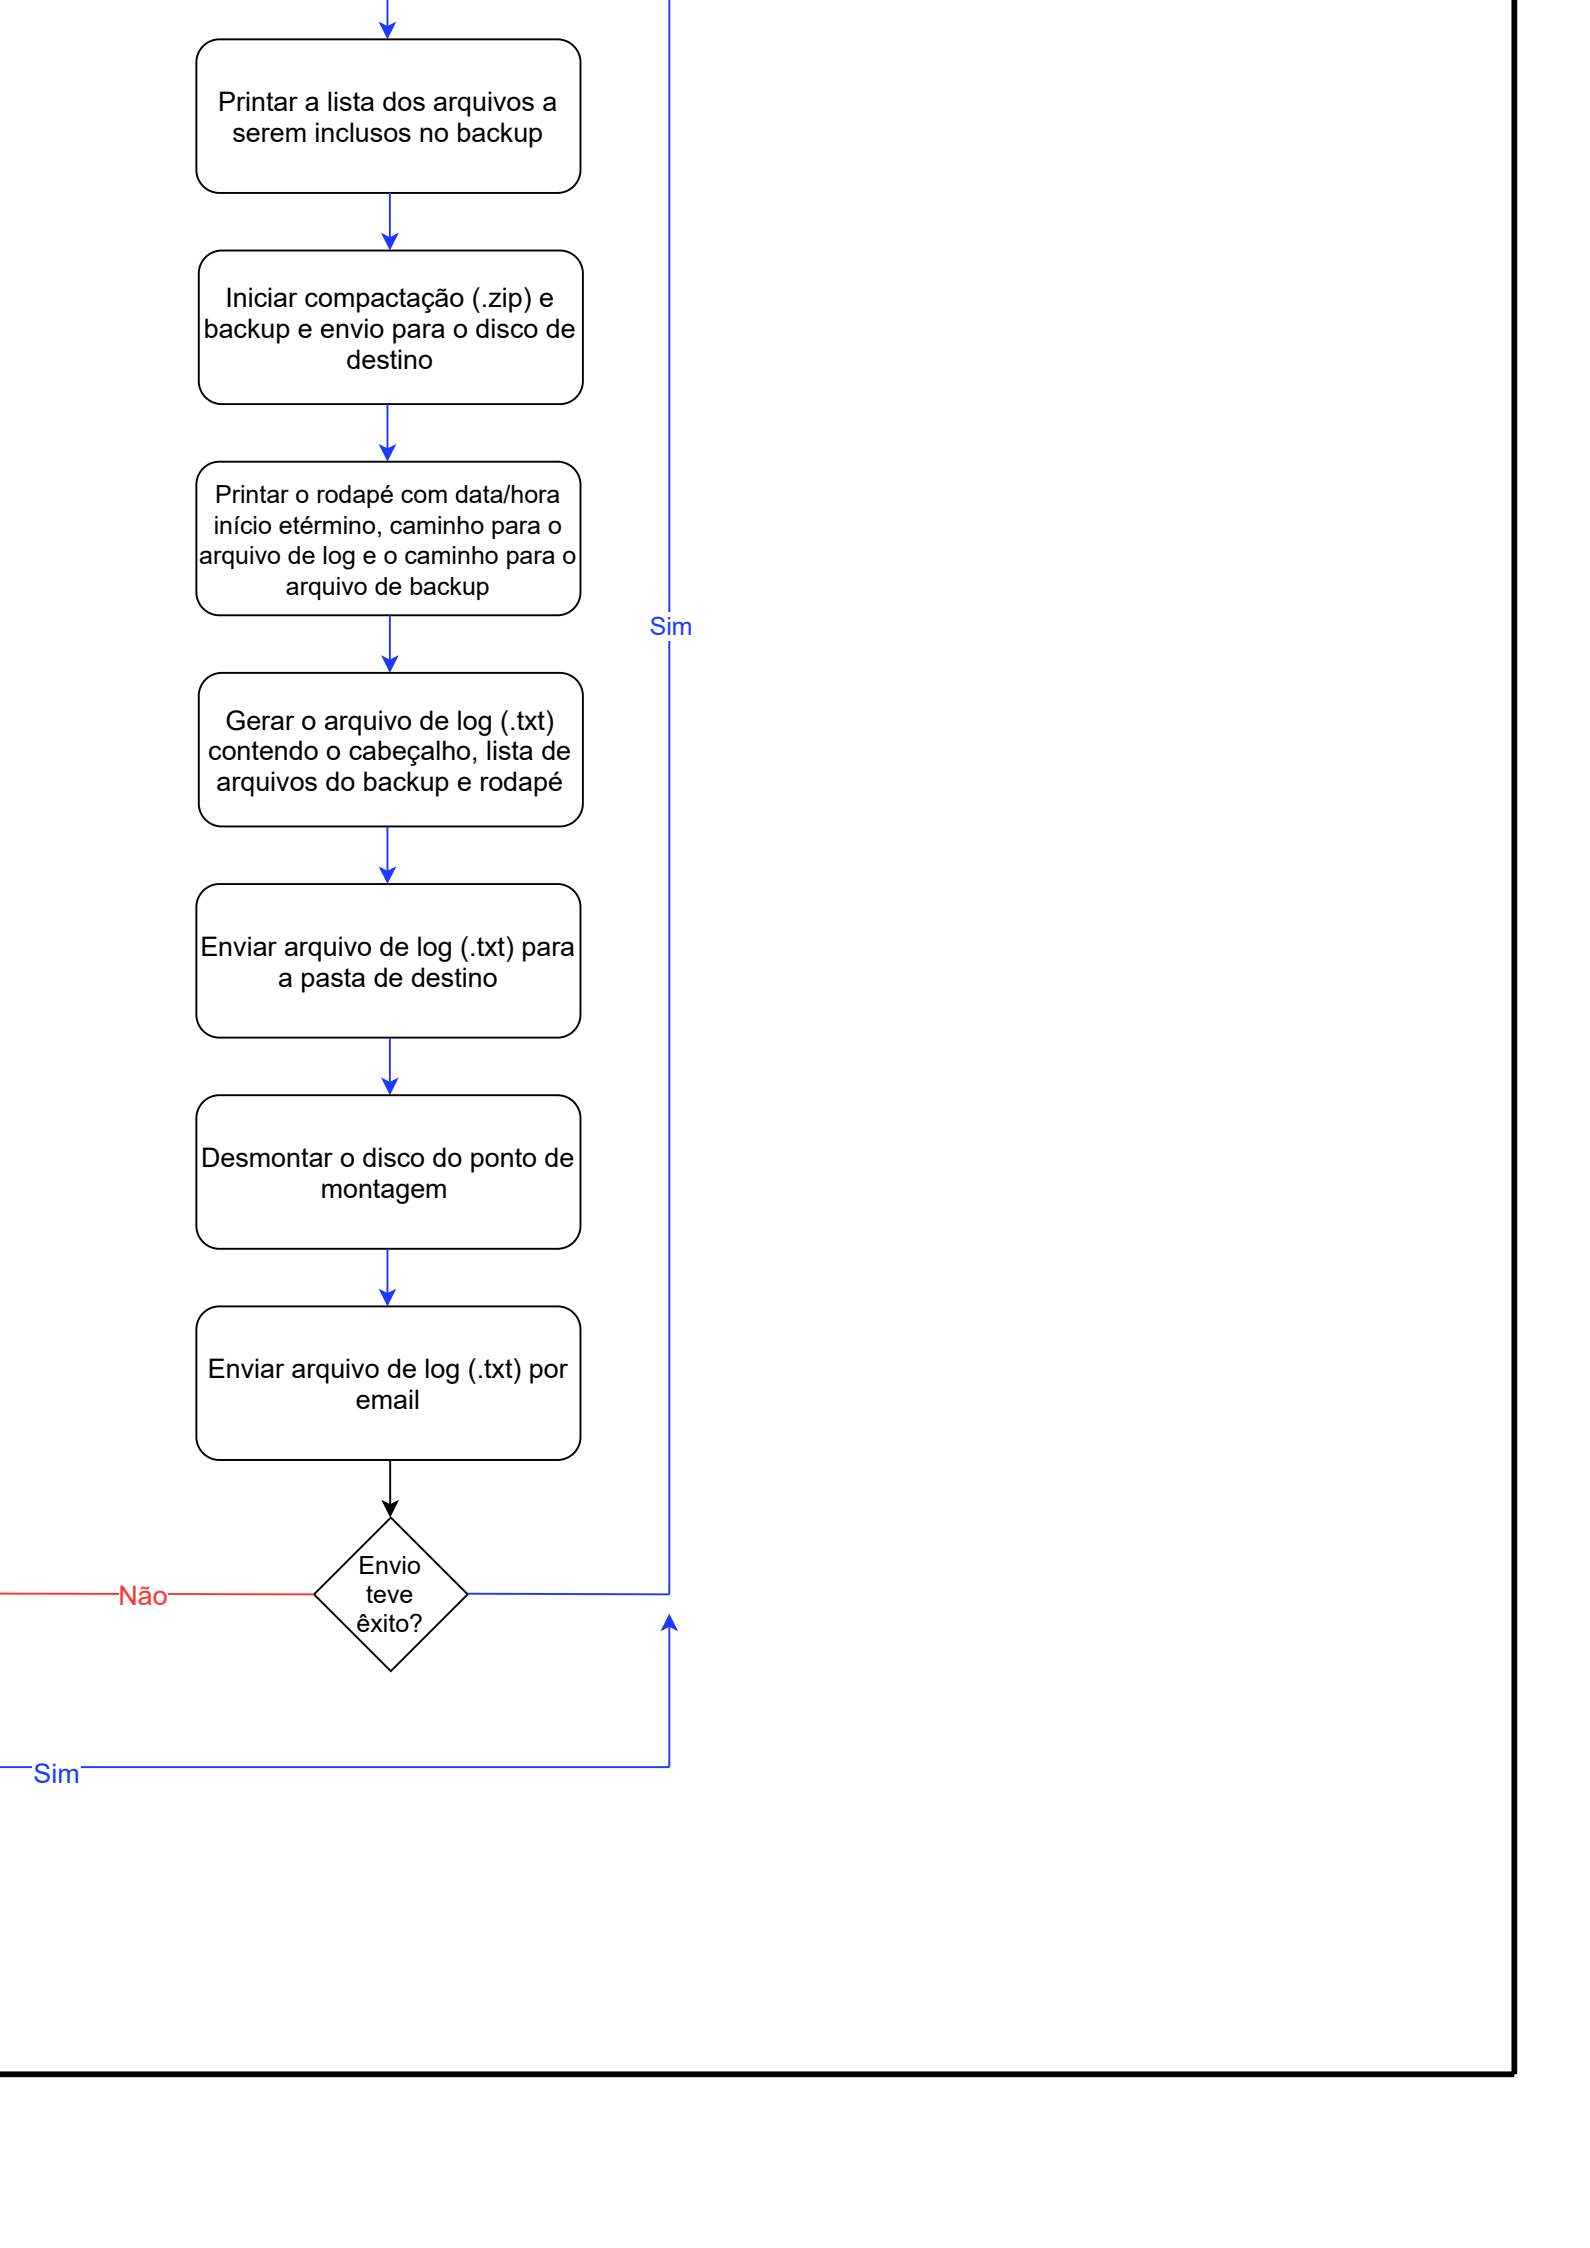 Printar a lista dos arquivos a
serem inclusos no backup
Iniciar compactação (.zip) e
backup e envio para o disco de
destino
Printar o rodapé com data/hora
início etérmino, caminho para o
arquivo de log e o caminho para o
arquivo de backup
Sim
Gerar o arquivo de log (.txt)
contendo o cabeçalho, lista de
arquivos do backup e rodapé
Enviar arquivo de log (.txt) para
a pasta de destino
Desmontar o disco do ponto de
montagem
Enviar arquivo de log (.txt) por
email
Envio
teve
êxito?
Não
Sim